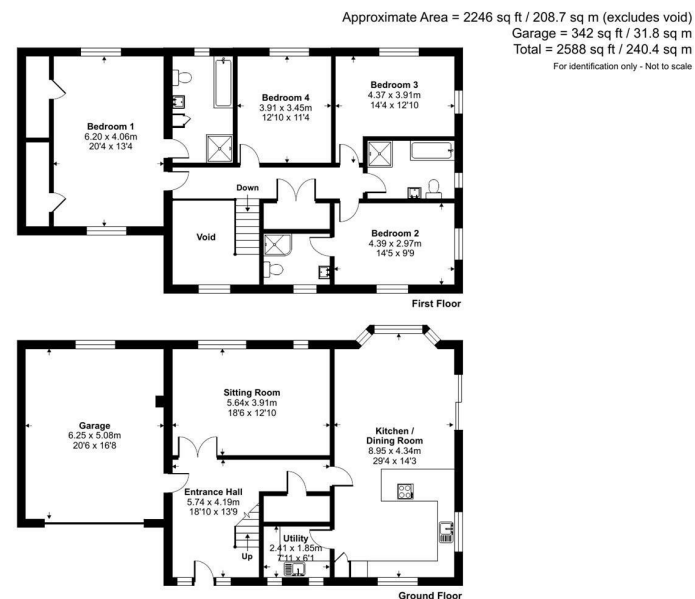 Approximate Area = 2246 sq ft / 208.7 sq m (excludes void)
Garage = 342 sq ft / 31.8 sq m
Total = 2588 sq ft / 240.4 sq m
For identification only - Not to scale
Bedroom 1
6.20 x 4.06m
20'4 x 13'4
Bedroom 4
3.91 x 3.45m
12'10 x 11'4
Bedroom 3
4.37 x 3.91m
14'4 x 12'10
Down
Void
Bedroom 2
4.39 x 2.97m
14'5 x 9'9
First Floor
Garage
6.25 x 5.08m
20'6 x 16'8
Sitting Room
5.64x 3.91m
18'6 x 12'10
Kitchen /
Dining Room
8.95 x 4.34m
29'4 x 14'3
Entrance Hall
5.74 x 4.19m
18'10 x 13'9
Up
Utility
2.41 x 1.85m
7'11 x 6'1
Ground Floor